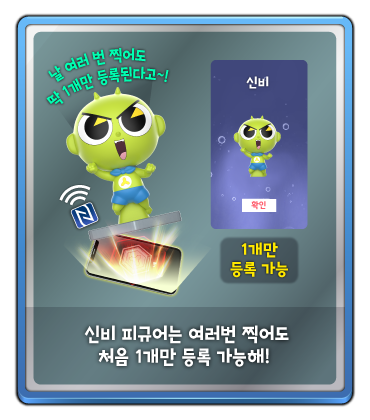 날 여러 번 찍어도
딱 1개만 등록된다고~!
신비
확인
1개만
등록 가능
신비 피규어는 여러번 찍어도
처음 1개만 등록 가능해!